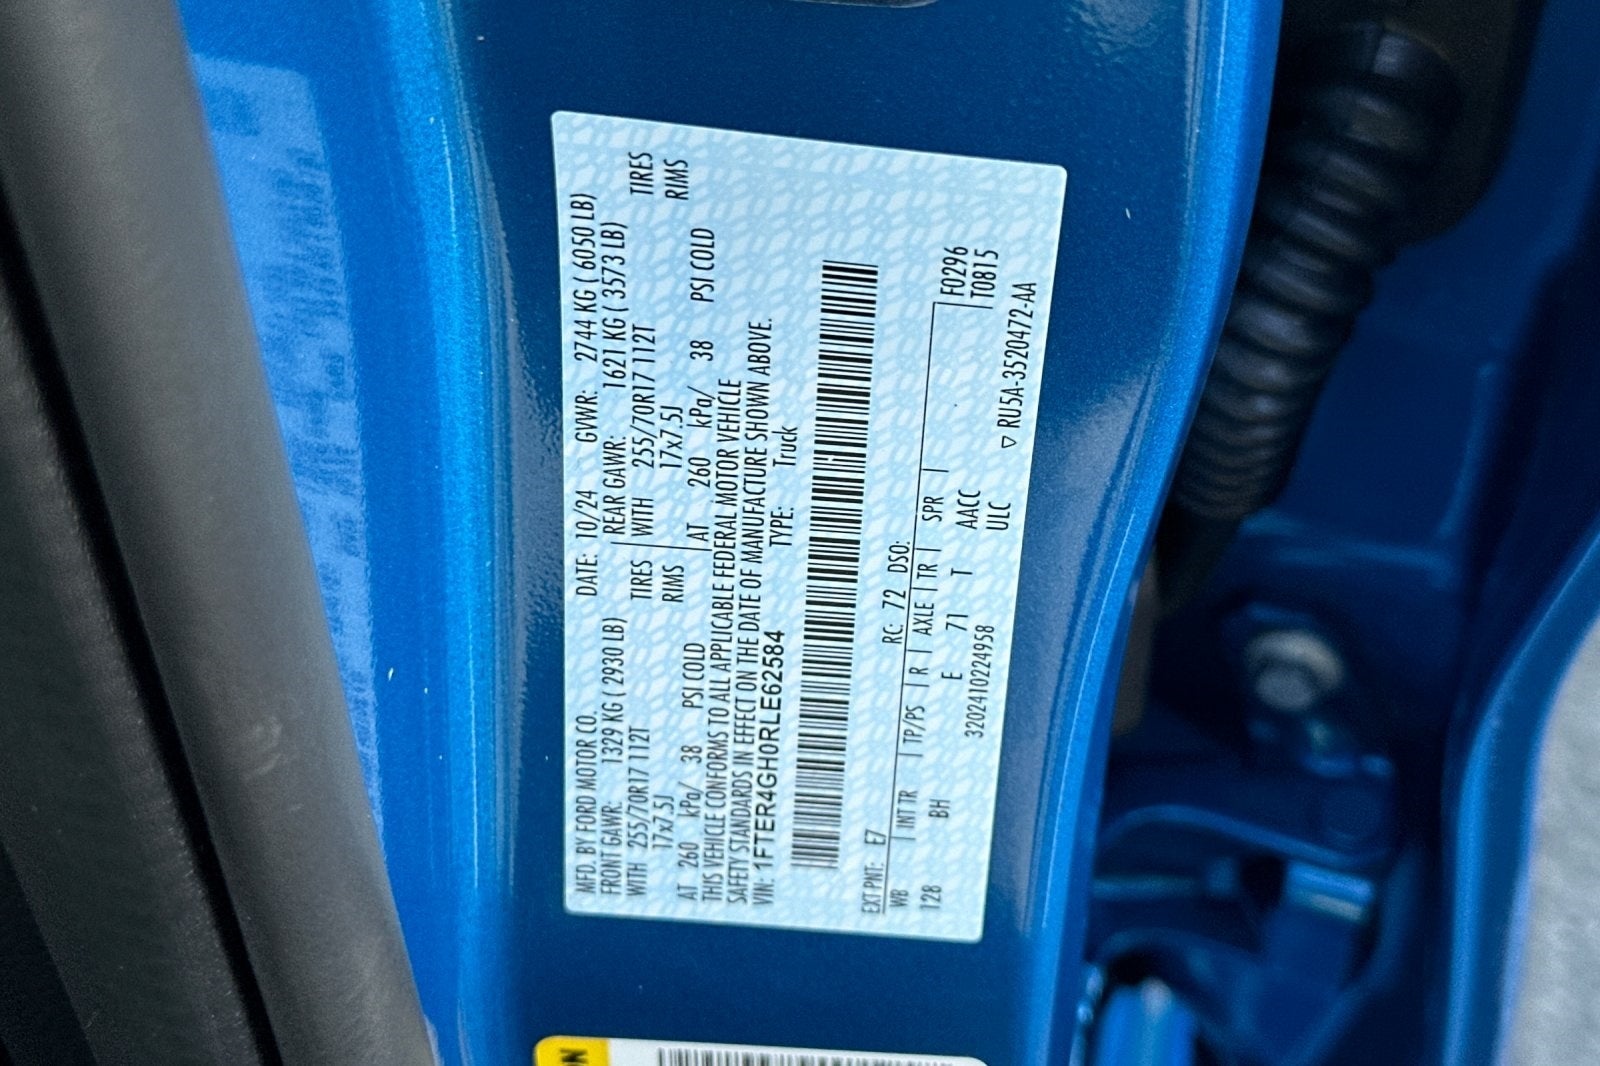 MFD. BY FORD MOTOR CO. DATE: 10/24 GVWR: 2744 KG ( 6050 LB)
FRONT GAWR: 1329 KG ( 2930 LB) REAR GAWR: 1621 KG ( 3573 LB)
WITH 255/70R17 112T TIRES WITH 255/70R17 112T TIRES
17x7.5J RIMS 17x7.5J RIMS
AT 260 kPa/ 38 PSI COLD AT 260 kPa/ 38 PSI COLD
THIS VEHICLE CONFORMS TO ALL APPLICABLE FEDERAL MOTOR VEHICLE
SAFETY STANDARDS IN EFFECT ON THE DATE OF MANUFACTURE SHOWN ABOVE.
VIN: 1FTER4GH0RLE62584 TYPE: Truck
EXT PNT: E7 RC: 72 DSO:
WB INT TR TP/PS R AXLE TR SPR F0296
128 BH E 71 T AACC T0815
3202410224958 ULC
▽ RU5A-3520472-AA